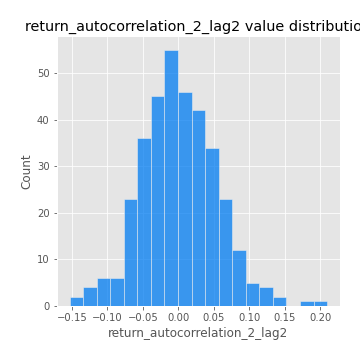 return_autocorrelation_2_lag2 value distributio
50
40
30
20
10
0
Count
−0.15 −0.10 −0.05 0.00 0.05 0.10 0.15 0.20
return_autocorrelation_2_lag2